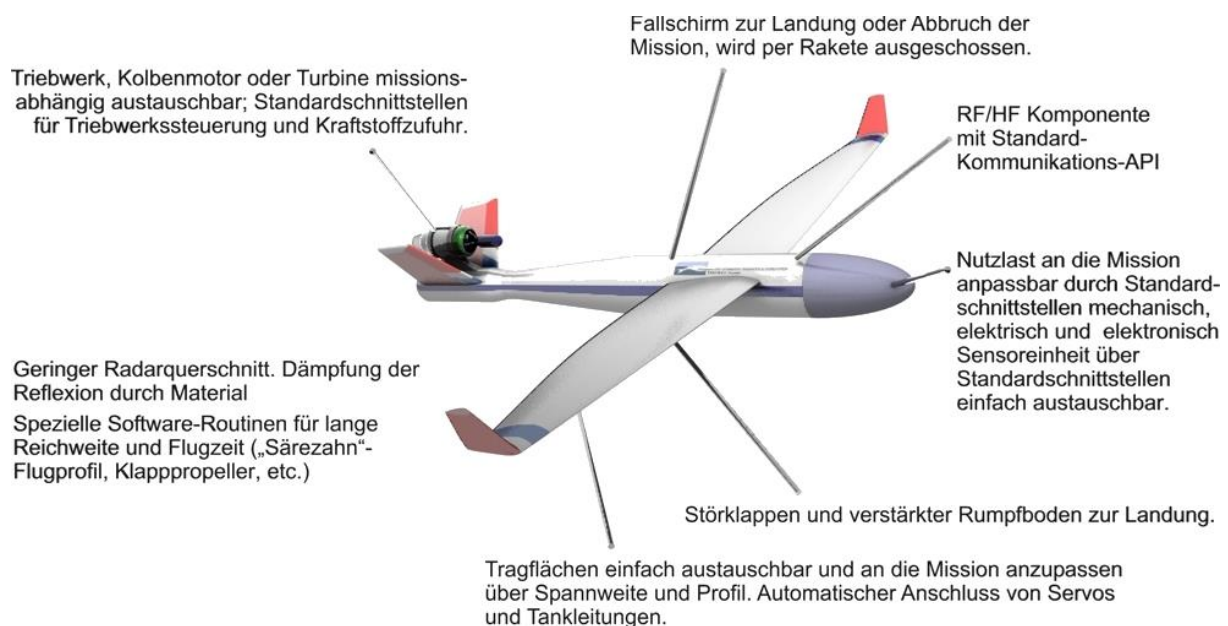 Fallschirm zur Landung oder Abbruch der
Mission, wird per Rakete ausgeschossen.
Triebwerk, Kolbenmotor oder Turbine missions-
abhängig austauschbar; Standardschnittstellen
für Triebwerkssteuerung und Kraftstoffzufuhr.
RF/HF Komponente
mit Standard-
Kommunikations-API
Nutzlast an die Mission
anpassbar durch Standard-
schnittstellen mechanisch,
elektrisch und elektronisch
Sensoreinheit über
Standardschnittstellen
einfach austauschbar.
Geringer Radarquerschnitt. Dämpfung der
Reflexion durch Material
Spezielle Software-Routinen für lange
Reichweite und Flugzeit („Särezahn“-
Flugprofil, Klapppropeller, etc.)
Störklappen und verstärkter Rumpfboden zur Landung.
Tragflächen einfach austauschbar und an die Mission anzupassen
über Spannweite und Profil. Automatischer Anschluss von Servos
und Tankleitungen.